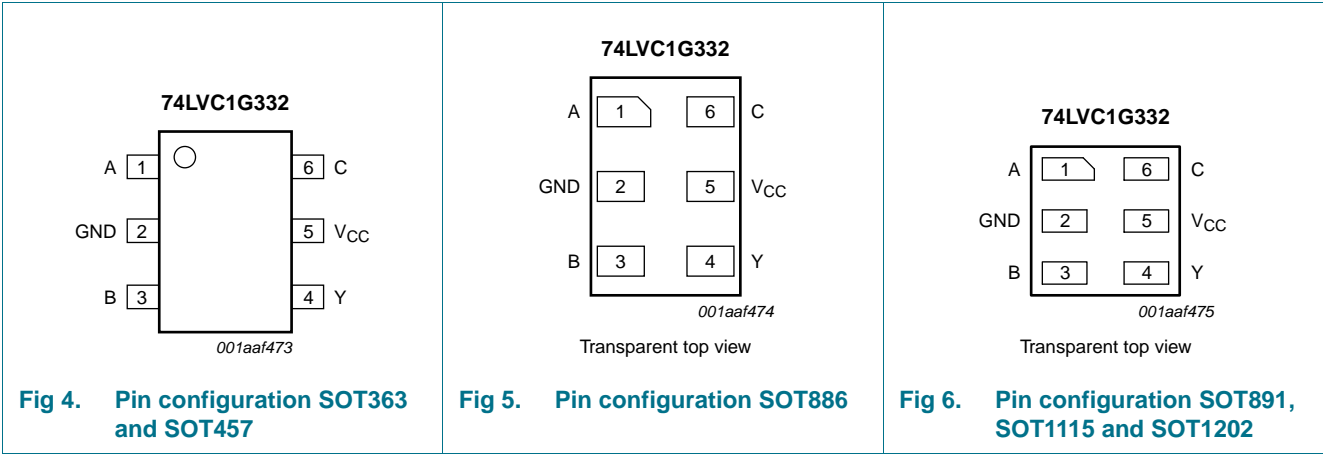 74LVC1G332
A 1 6 C
GND 2 5 VCC
B 3 4 Y
001aaf473
Fig 4. Pin configuration SOT363
and SOT457
74LVC1G332
A 1 6 C
GND 2 5 VCC
B 3 4 Y
001aaf474
Transparent top view
Fig 5. Pin configuration SOT886
74LVC1G332
A 1 6 C
GND 2 5 VCC
B 3 4 Y
001aaf475
Transparent top view
Fig 6. Pin configuration SOT891,
SOT1115 and SOT1202